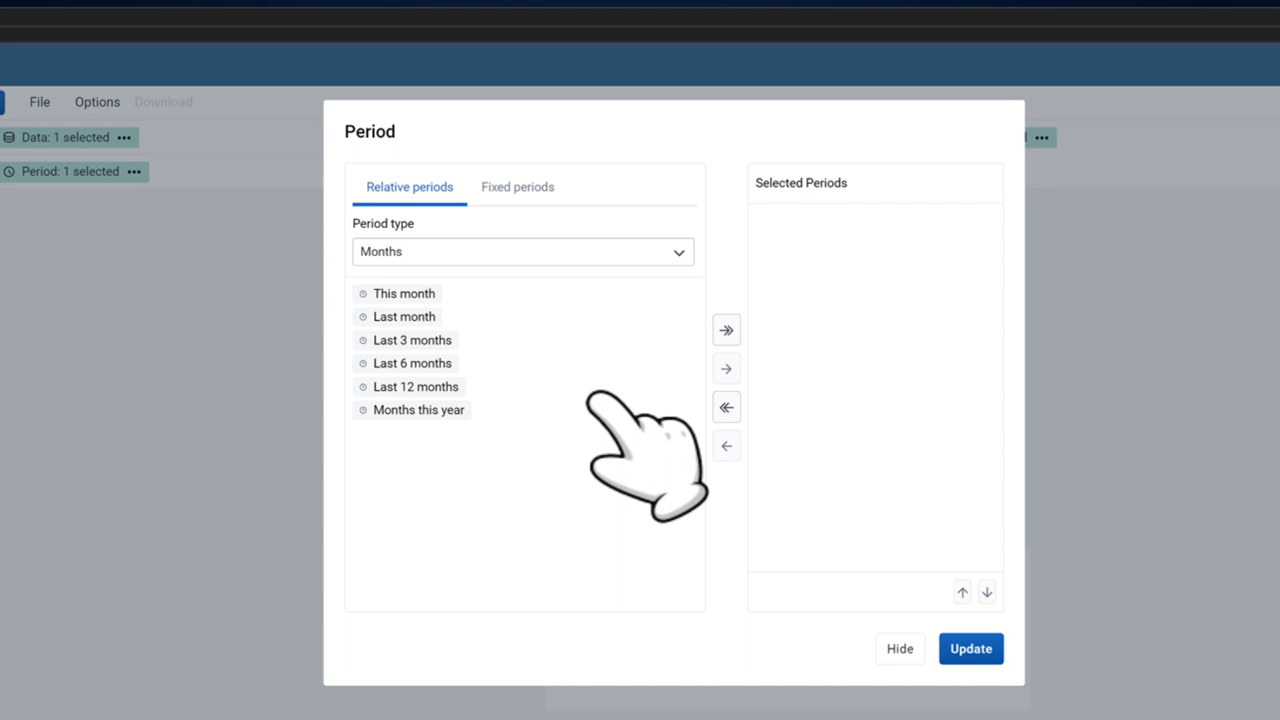 File Options Download
Data: 1 selected
Period: 1 selected
Period
Relative periods Fixed periods
Period type
Months
This month
Last month
Last 3 months
Last 6 months
Last 12 months
Months this year
Selected Periods
Hide Update